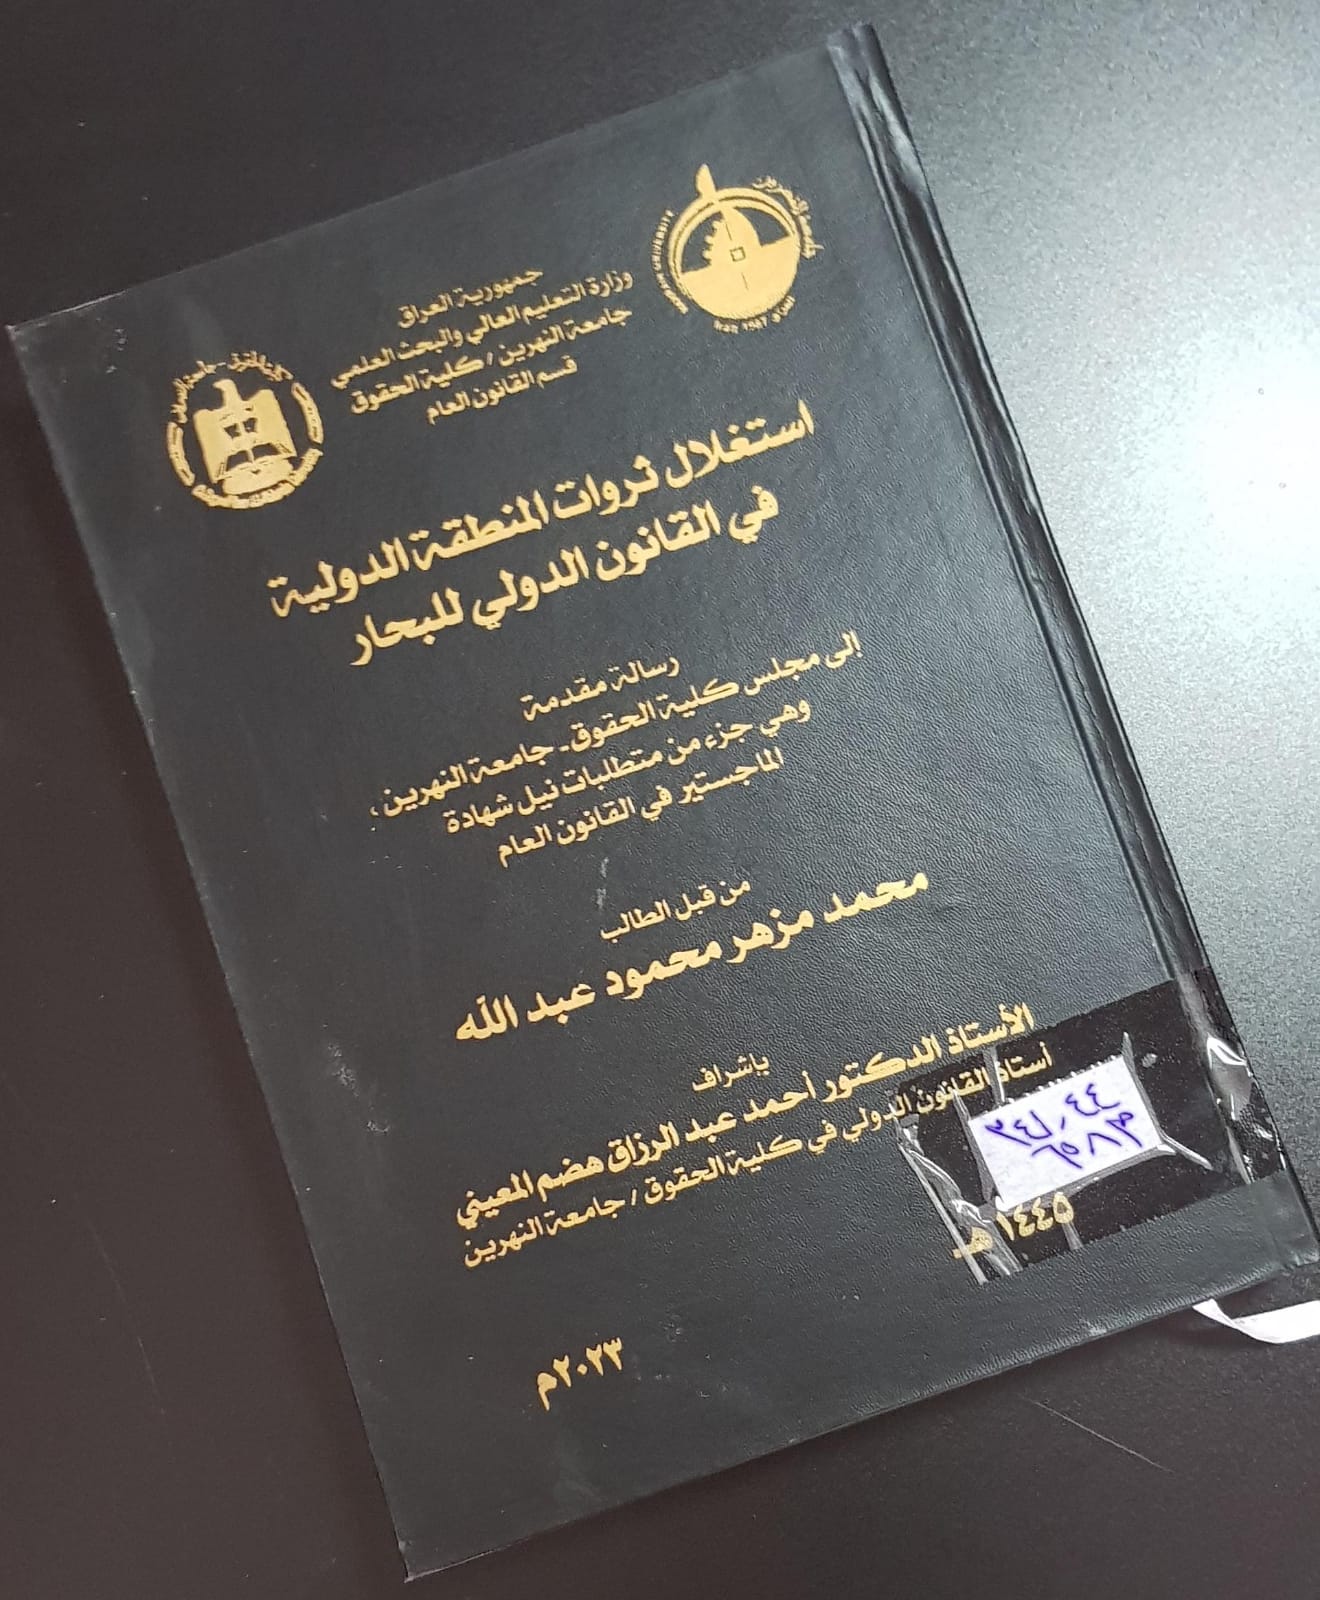 جمهورية العراق
وزارة التعليم العالي والبحث العلمي
جامعة النهرين / كلية الحقوق
قسم القانون العام
استغلال ثروات المنطقة الدولية
في القانون الدولي للبحار
رسالة مقدمة
إلى مجلس كلية الحقوق - جامعة النهرين ،
وهي جزء من متطلبات نيل شهادة
الماجستير في القانون العام
من قبل الطالب
محمد مزهر محمود عبد الله
بإشراف
الأستاذ الدكتور أحمد عبد الرزاق هضم المعيني
أستاذ القانون الدولي في كلية الحقوق / جامعة النهرين
١٤٤٥ هـ
٢٠٢٣م